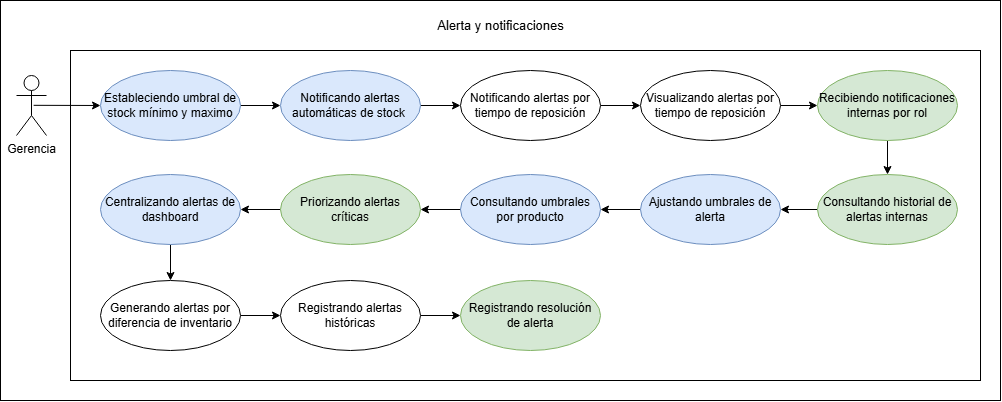 Alerta y notificaciones
Gerencia
Estableciendo umbral de
stock mínimo y maximo
Notificando alertas
automáticas de stock
Notificando alertas por
tiempo de reposición
Visualizando alertas por
tiempo de reposición
Recibiendo notificaciones
internas por rol
Consultando historial de
alertas internas
Ajustando umbrales de
alerta
Consultando umbrales
por producto
Priorizando alertas
críticas
Centralizando alertas de
dashboard
Generando alertas por
diferencia de inventario
Registrando alertas
históricas
Registrando resolución
de alerta